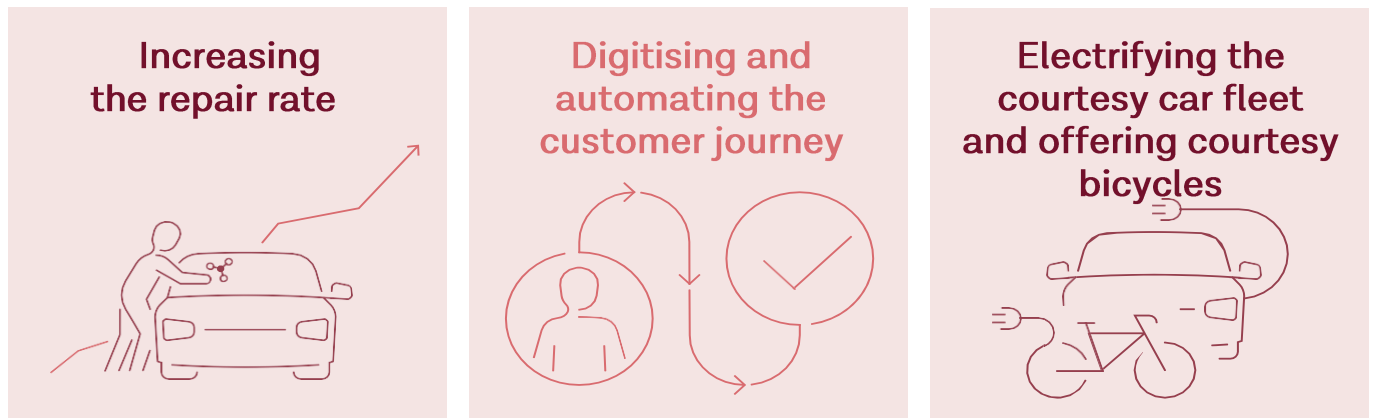 Increasing
the repair rate
Digitising and
automating the
customer journey
Electrifying the
courtesy car fleet
and offering courtesy
bicycles